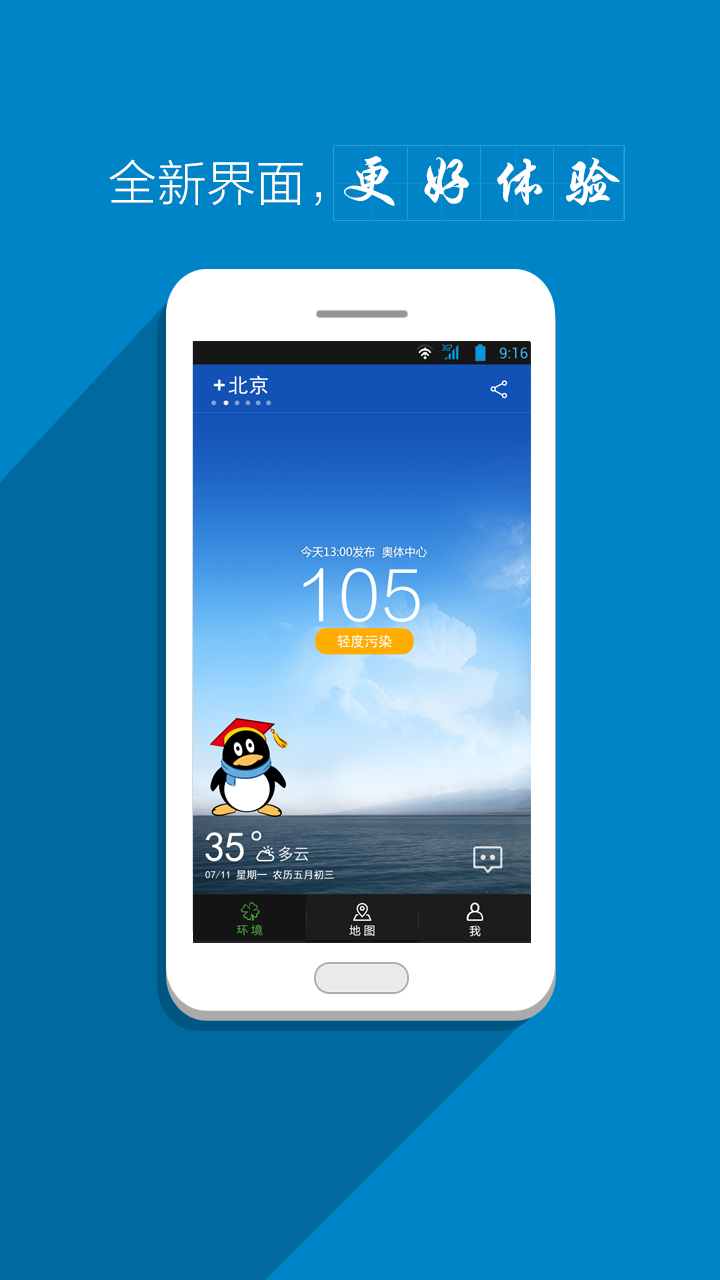 全新界面，更好体验
3G 9:16
+北京
今天13:00发布 奥体中心
105
轻度污染
35° 多云
07/11 星期一 农历五月初三
环境 地图 我